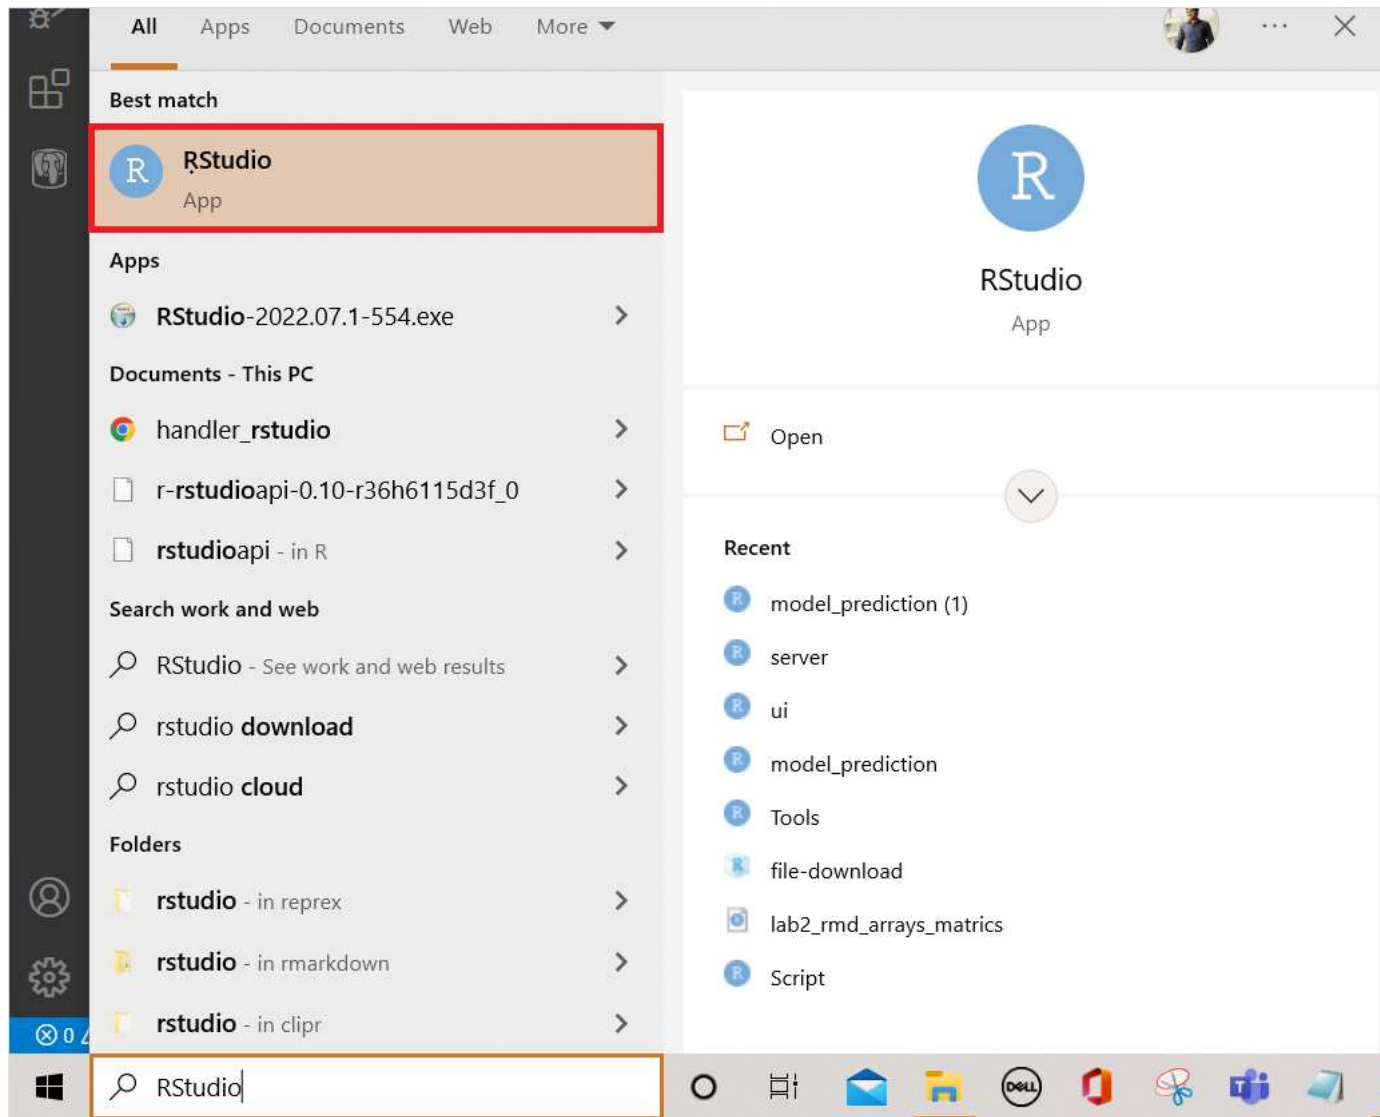 All Apps Documents Web More
Best match
R RStudio
App
Apps
RStudio-2022.07.1-554.exe
Documents - This PC
handler_rstudio
r-rstudioapi-0.10-r36h6115d3f_0
rstudioapi - in R
Search work and web
RStudio - See work and web results
rstudio download
rstudio cloud
Folders
rstudio - in reprex
rstudio - in rmarkdown
rstudio - in clipr
0
RStudio
R
RStudio
App
Open
Recent
R model_prediction (1)
R server
R ui
R model_prediction
R Tools
R file-download
lab2_rmd_arrays_matrics
R Script
DELL